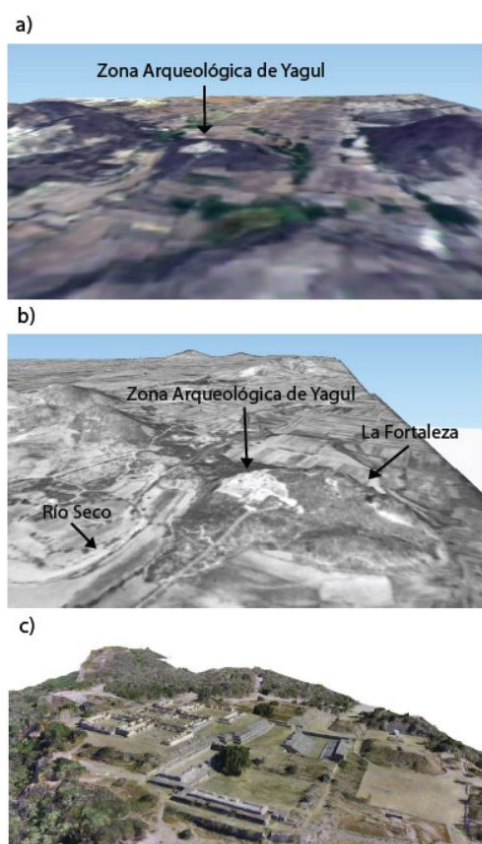 a)
Zona Arqueológica de Yagul
b)
Zona Arqueológica de Yagul
La Fortaleza
Río Seco
c)